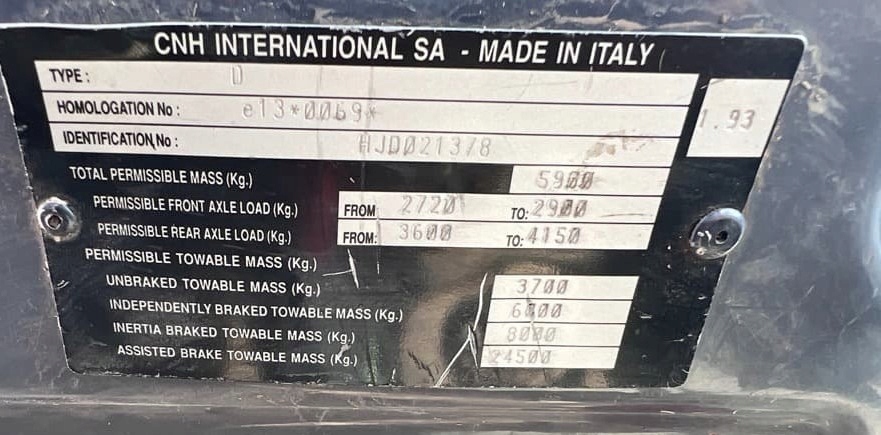 CNH INTERNATIONAL SA - MADE IN ITALY
TYPE: D
HOMOLOGATION No: e13*0069*
1.93
IDENTIFICATION No: HJD021378
TOTAL PERMISSIBLE MASS (Kg.) 5900
PERMISSIBLE FRONT AXLE LOAD (Kg.) FROM 2720 TO: 2900
PERMISSIBLE REAR AXLE LOAD (Kg.) FROM: 3600 TO: 4150
PERMISSIBLE TOWABLE MASS (Kg.)
UNBRAKED TOWABLE MASS (Kg.) 3700
INDEPENDENTLY BRAKED TOWABLE MASS (Kg.) 6000
INERTIA BRAKED TOWABLE MASS (Kg.) 8000
ASSISTED BRAKE TOWABLE MASS (Kg.) 24500